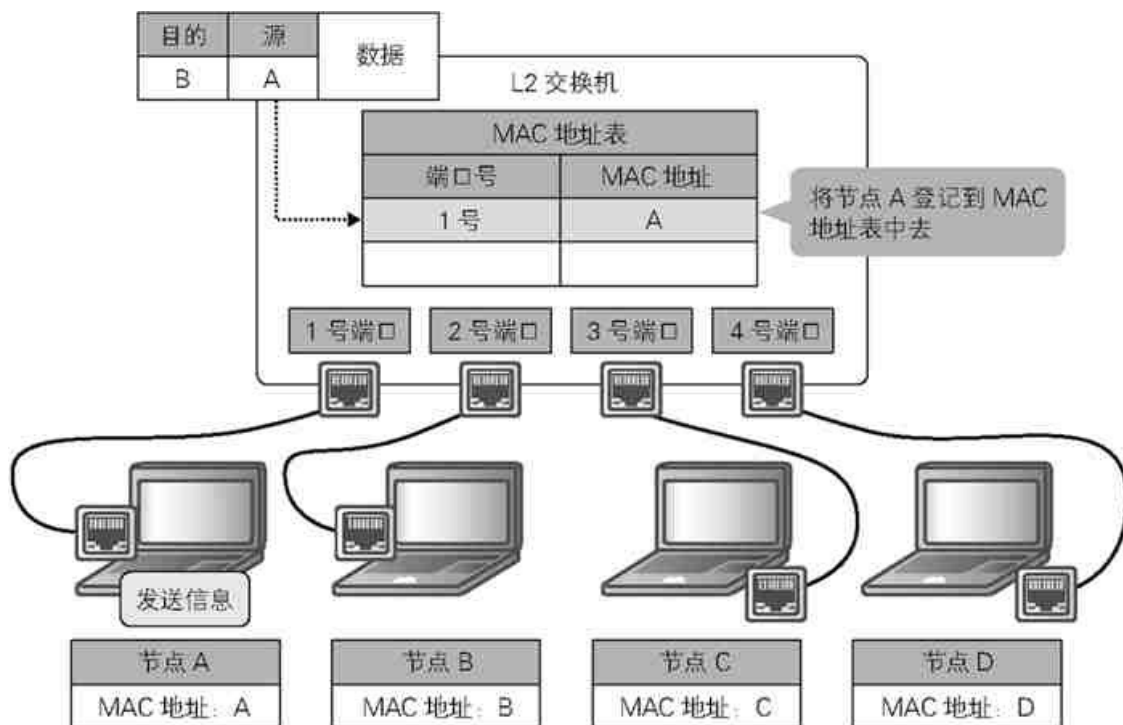 目的 源 数据
B A
L2 交换机
MAC 地址表
端口号 MAC 地址
1 号 A
将节点 A 登记到 MAC
地址表中去
1 号端口 2 号端口 3 号端口 4 号端口
发送信息
节点 A 节点 B 节点 C 节点 D
MAC 地址：A MAC 地址：B MAC 地址：C MAC 地址：D